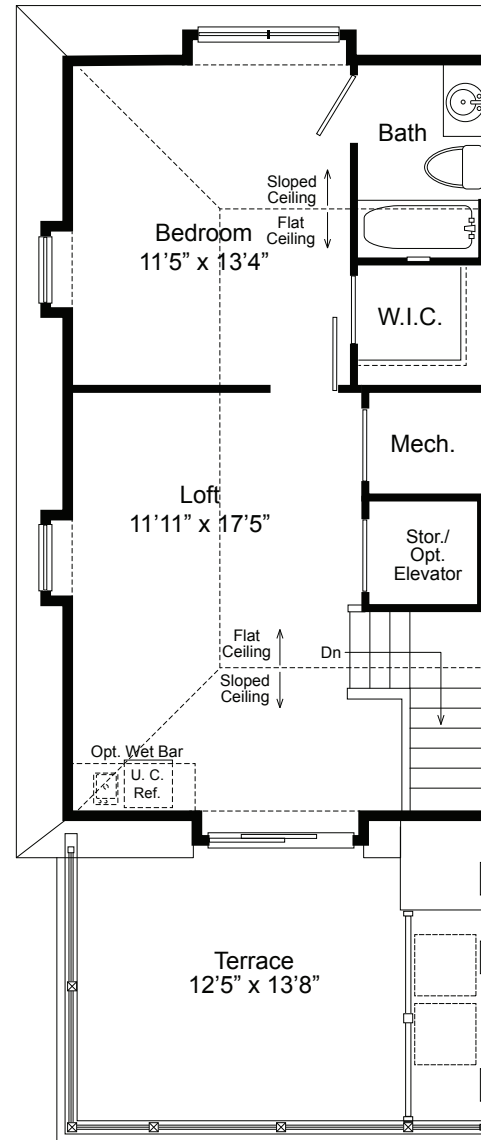 Bath
Sloped
Ceiling
Flat
Ceiling
Bedroom
11’5” x 13’4”
W.I.C.
Mech.
Loft
11’11” x 17’5”
Stor./
Opt.
Elevator
Flat
Ceiling
Dn
Sloped
Ceiling
Opt. Wet Bar
U. C.
Ref.
Terrace
12’5” x 13’8”